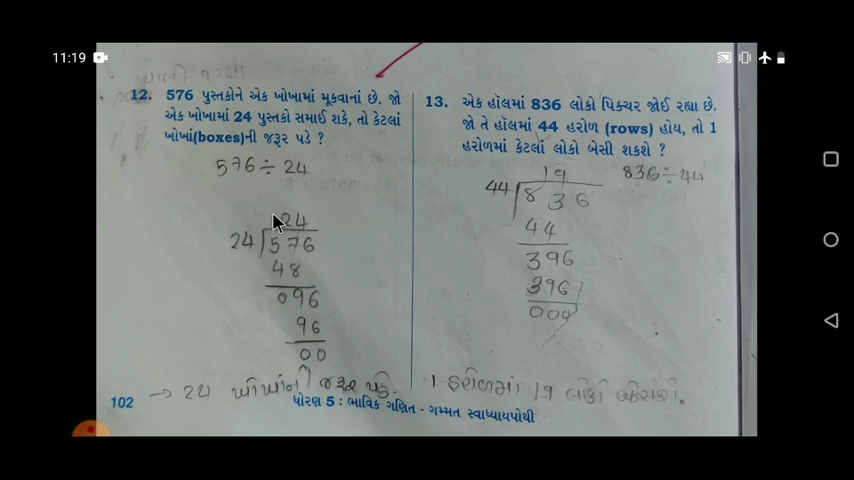 11:19
12. 576 પુસ્તકોને એક ખોખામાં મૂકવાનાં છે. જો
એક ખોખામાં 24 પુસ્તકો સમાઈ શકે, તો કેટલાં
ખોખાં(boxes)ની જરૂર પડે ?
576 ÷ 24
24
24 576
48
096
96
00
→ 24 ખોખાંની જરૂર પડે.
13. એક હૉલમાં 836 લોકો પિક્ચર જોઈ રહ્યા છે.
જો તે હૉલમાં 44 હરોળ (rows) હોય, તો 1
હરોળમાં કેટલાં લોકો બેસી શકશે ?
836 ÷ 44
19
44 836
44
396
396
1 હરોળમાં 19 લોકો
102
ધોરણ 5 : ભાવિક ગણિત - ગમ્મત સ્વાધ્યાયપોથી